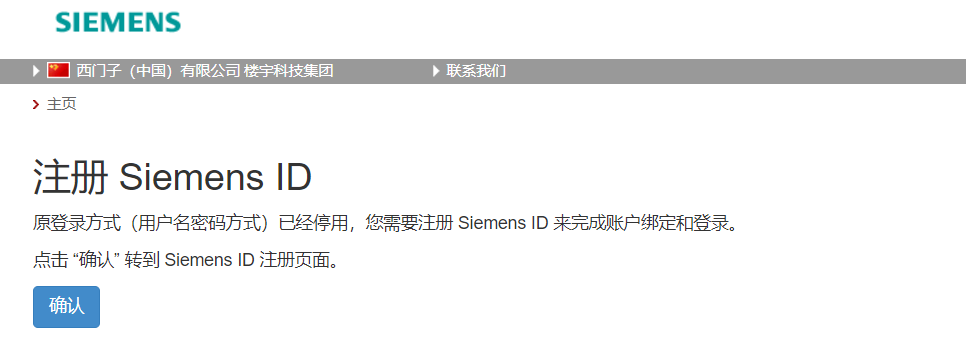 SIEMENS
西门子（中国）有限公司 楼宇科技集团 联系我们
主页
注册 Siemens ID
原登录方式（用户名密码方式）已经停用，您需要注册 Siemens ID 来完成账户绑定和登录。
点击 “确认” 转到 Siemens ID 注册页面。
确认